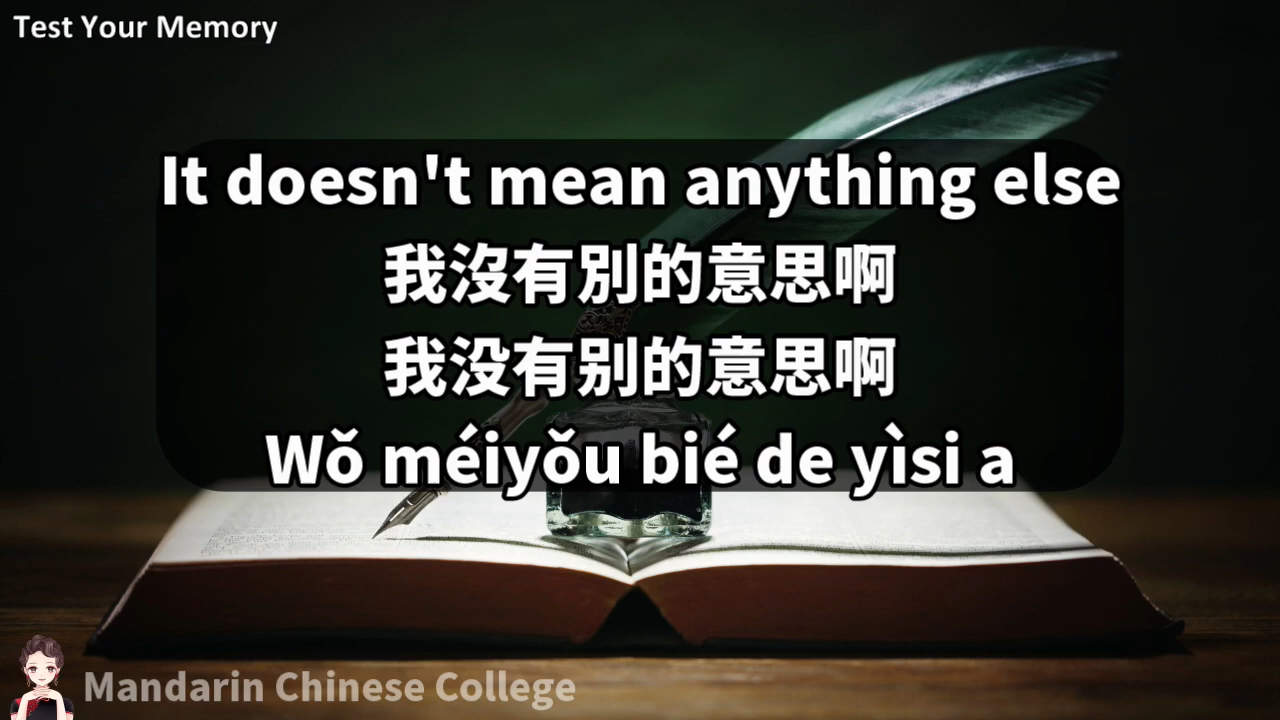 Test Your Memory
It doesn't mean anything else
我沒有別的意思啊
我没有别的意思啊
Wǒ méiyǒu bié de yìsi a
Mandarin Chinese College